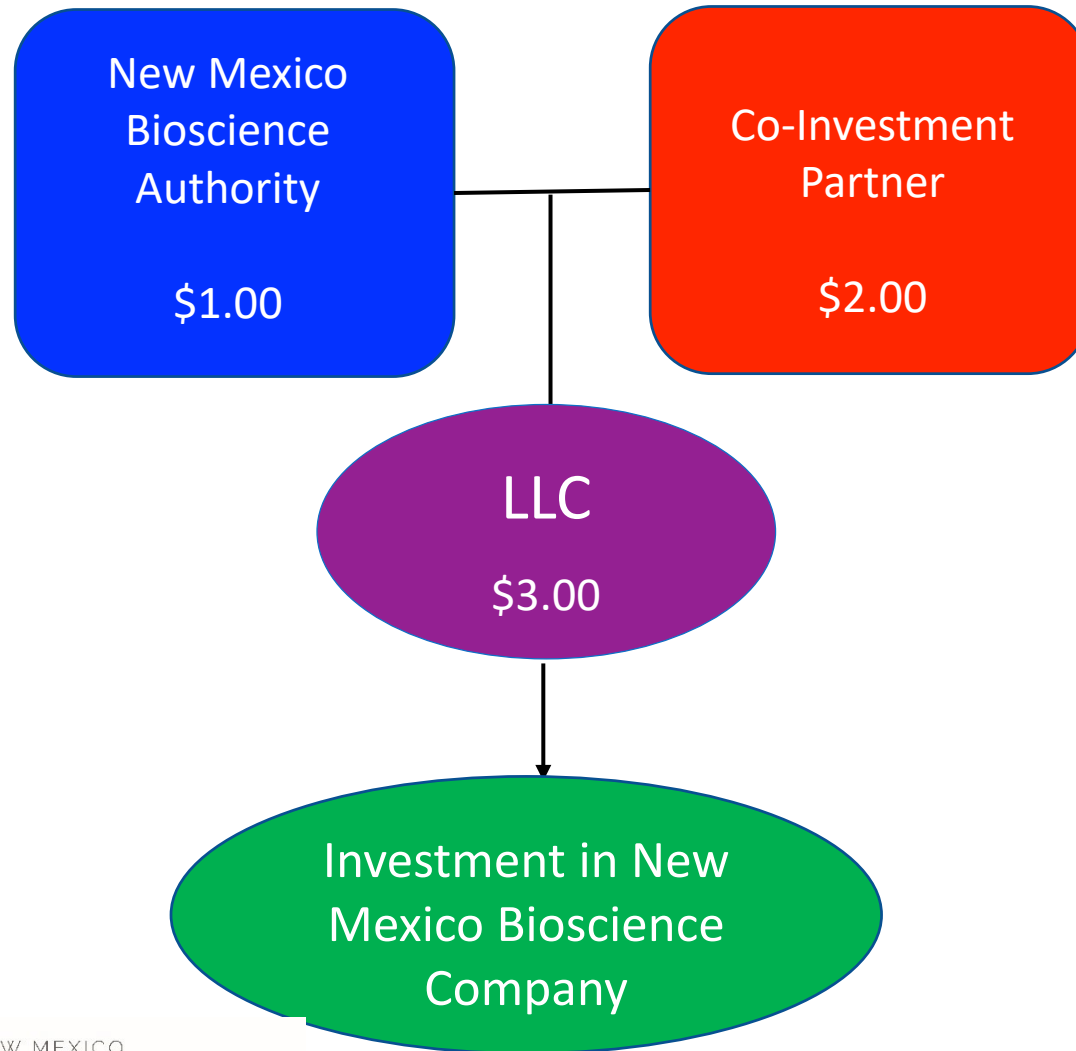 New Mexico
Bioscience
Authority
$1.00
Co-Investment
Partner
$2.00
LLC
$3.00
Investment in New
Mexico Bioscience
Company
MEXICO